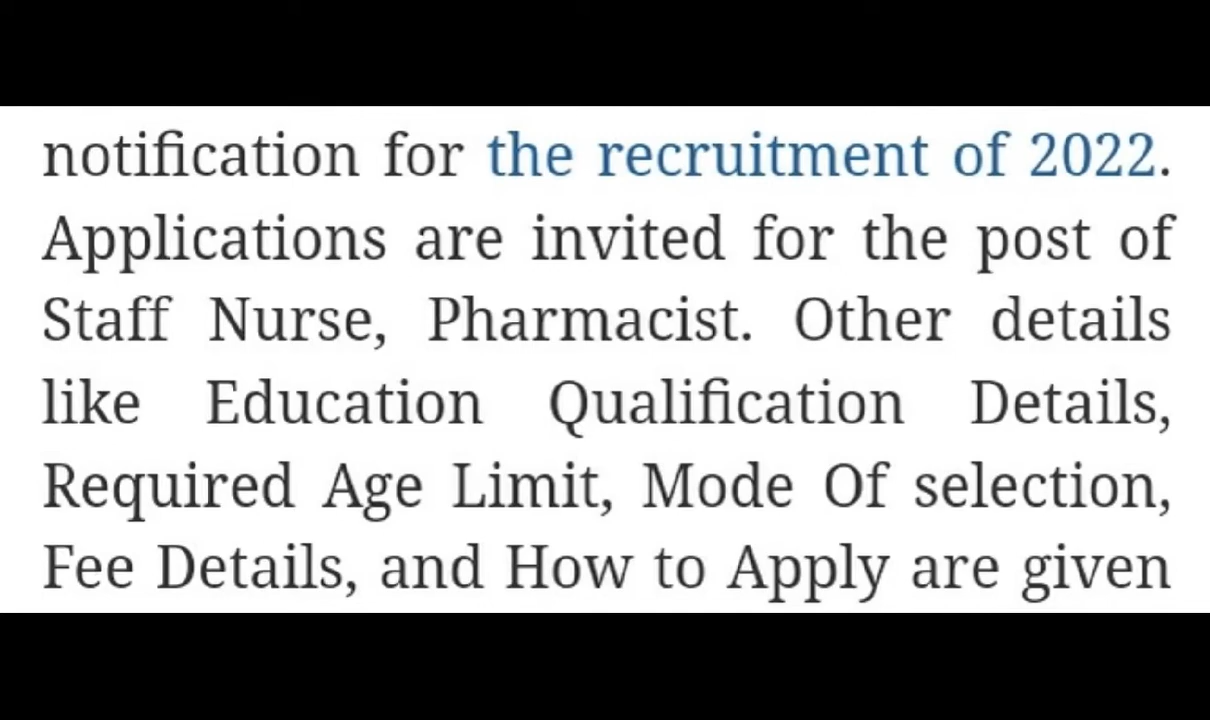 notification for the recruitment of 2022.
Applications are invited for the post of
Staff Nurse, Pharmacist. Other details
like Education Qualification Details,
Required Age Limit, Mode Of selection,
Fee Details, and How to Apply are given